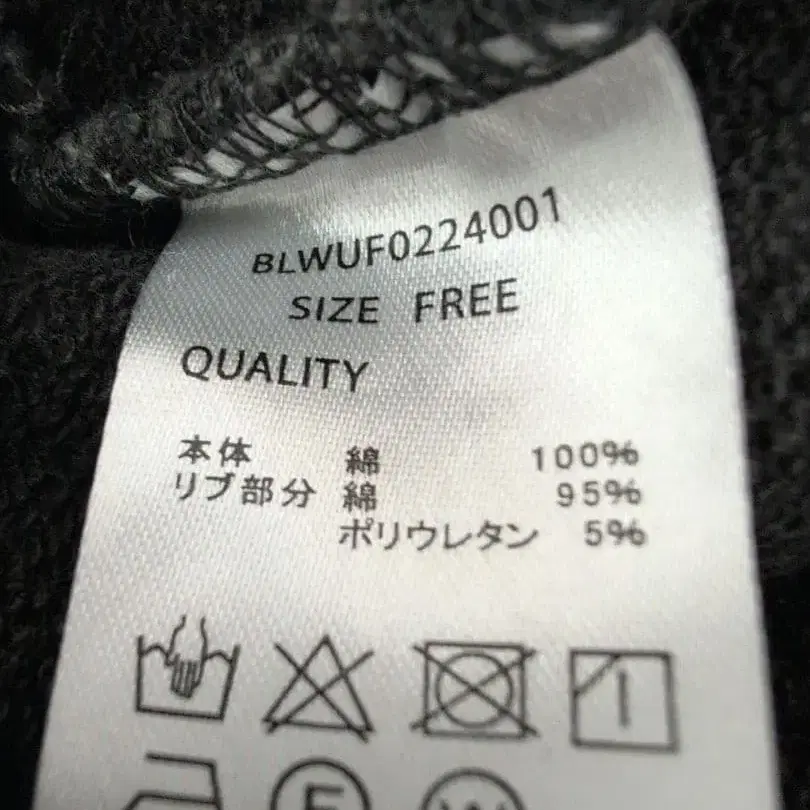 BLWUF0224001
SIZE FREE
QUALITY
本体 綿 100%
リブ部分 綿 95%
ポリウレタン 5%
F W